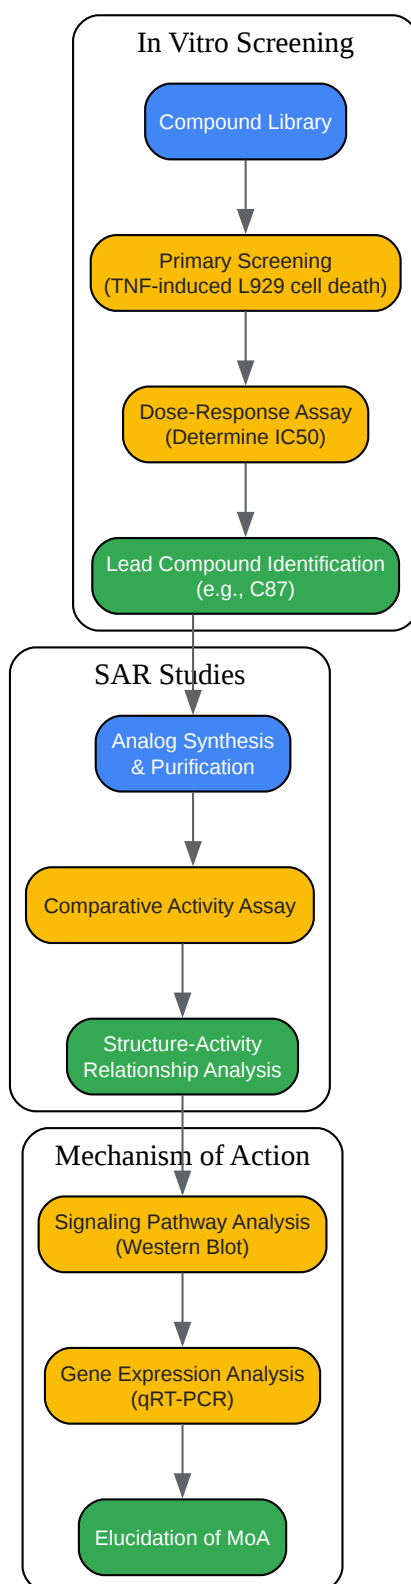 In Vitro Screening
Compound Library
Primary Screening
(TNF-induced L929 cell death)
Dose-Response Assay
(Determine IC50)
Lead Compound Identification
(e.g., C87)
SAR Studies
Analog Synthesis
& Purification
Comparative Activity Assay
Structure-Activity
Relationship Analysis
Mechanism of Action
Signaling Pathway Analysis
(Western Blot)
Gene Expression Analysis
(qRT-PCR)
Elucidation of MoA